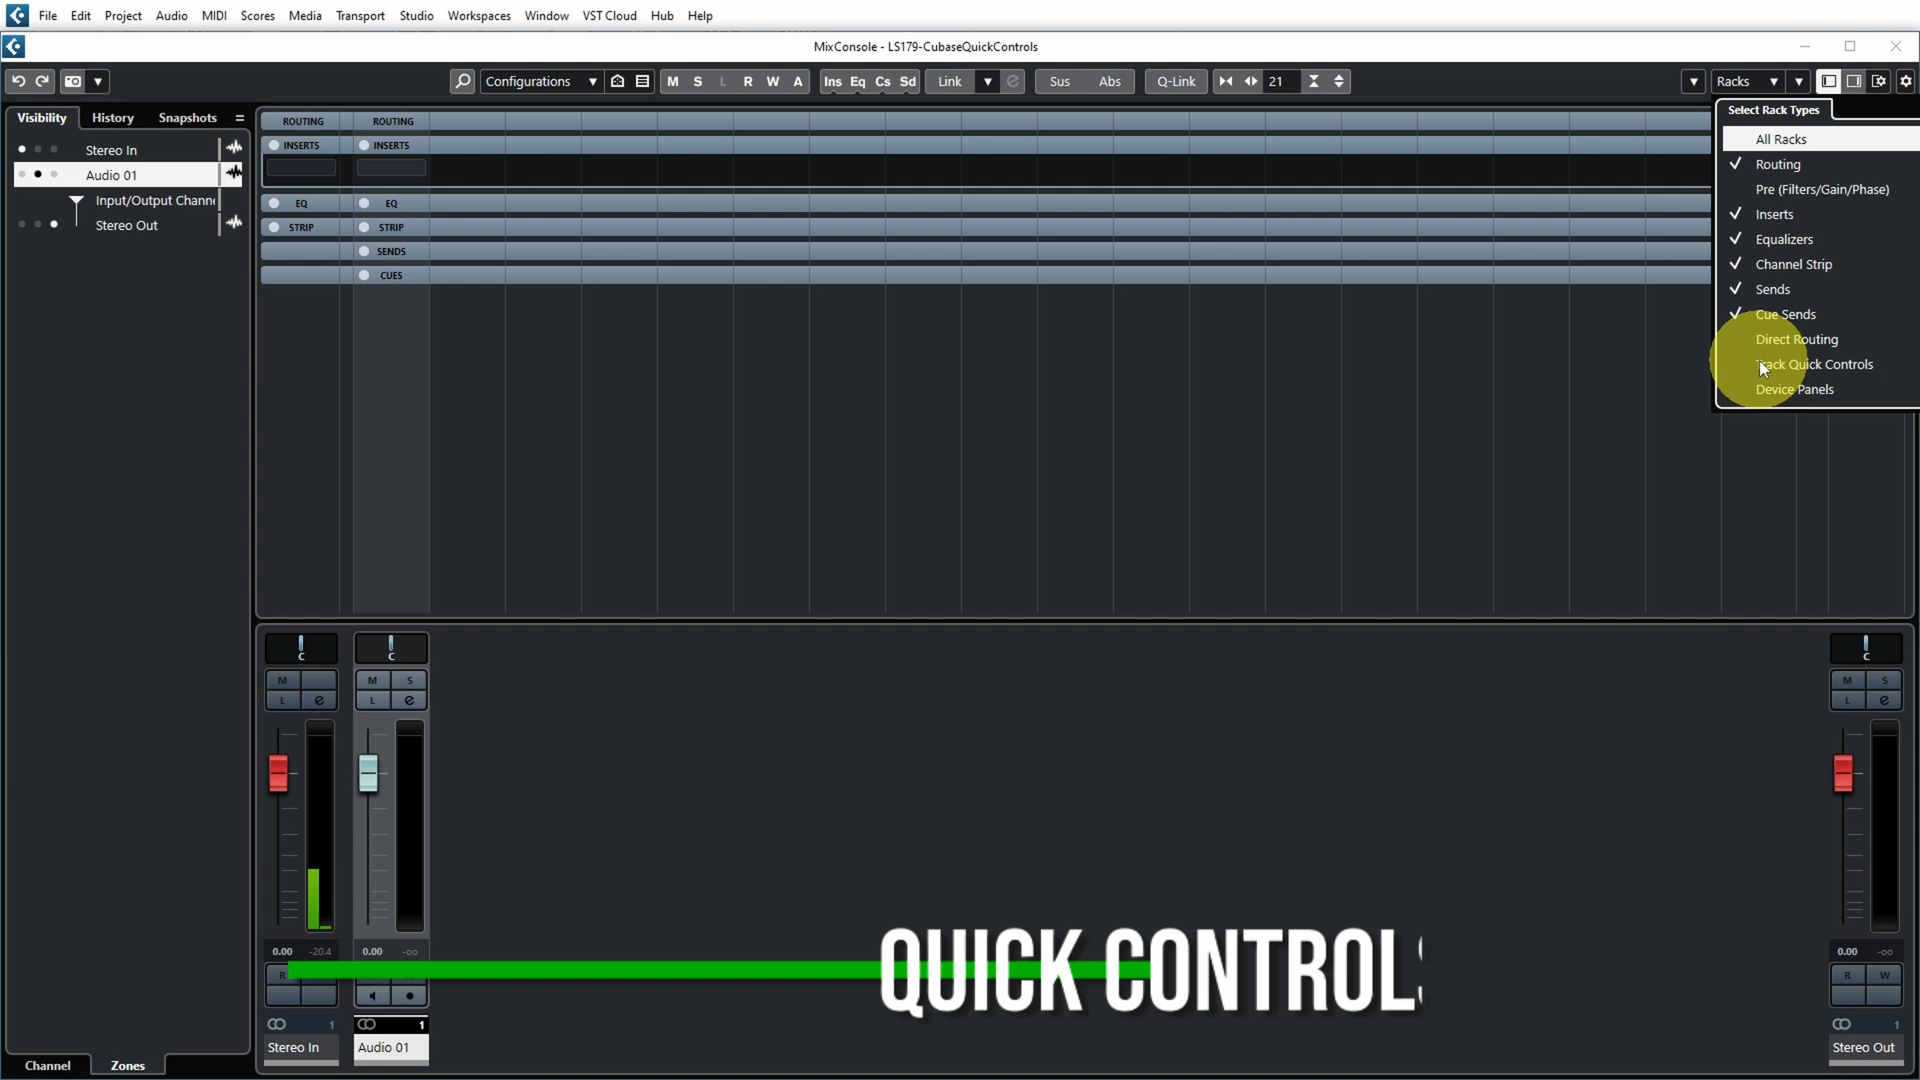 File Edit Project Audio MIDI Scores Media Transport Studio Workspaces Window VST Cloud Hub Help
MixConsole - LS179-CubaseQuickControls
Configurations M S L R W A Ins Eq Cs Sd Link e Sus Abs Q-Link 21 Racks
Visibility History Snapshots
Select Rack Types
All Racks
Routing
Pre (Filters/Gain/Phase)
Inserts
Equalizers
Channel Strip
Sends
Cue Sends
Direct Routing
Track Quick Controls
Device Panels
Stereo In
Audio 01
Input/Output Chann
Stereo Out
ROUTING ROUTING
INSERTS INSERTS
EQ EQ
STRIP STRIP
SENDS
CUES
C C C
M M S M S
L e L e L e
0.00 -20.4 0.00 -oo 0.00 -oo
R R W
QUICK CONTROLS
1 1 1
Stereo In Audio 01 Stereo Out
Channel Zones